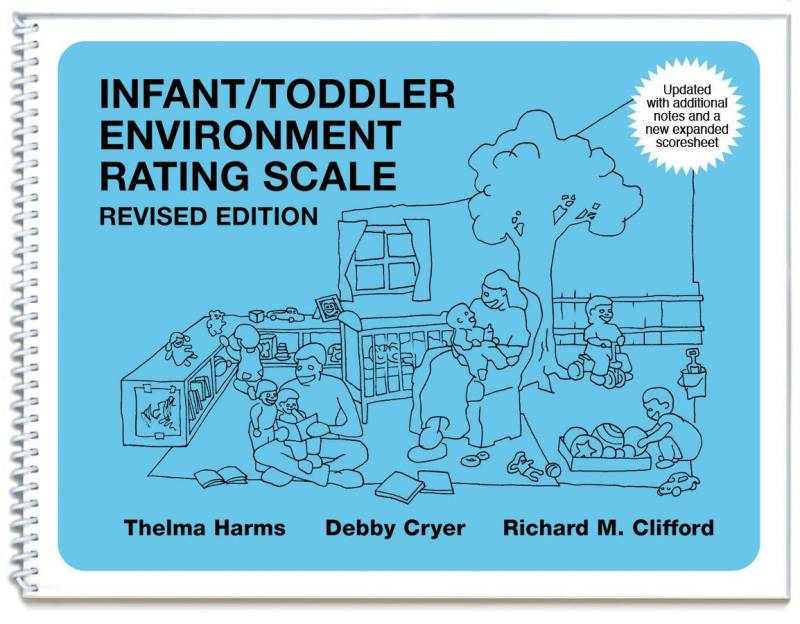 INFANT/TODDLER
ENVIRONMENT
RATING SCALE
REVISED EDITION
Updated
with additional
notes and a
new expanded
scoresheet
Thelma Harms Debby Cryer Richard M. Clifford